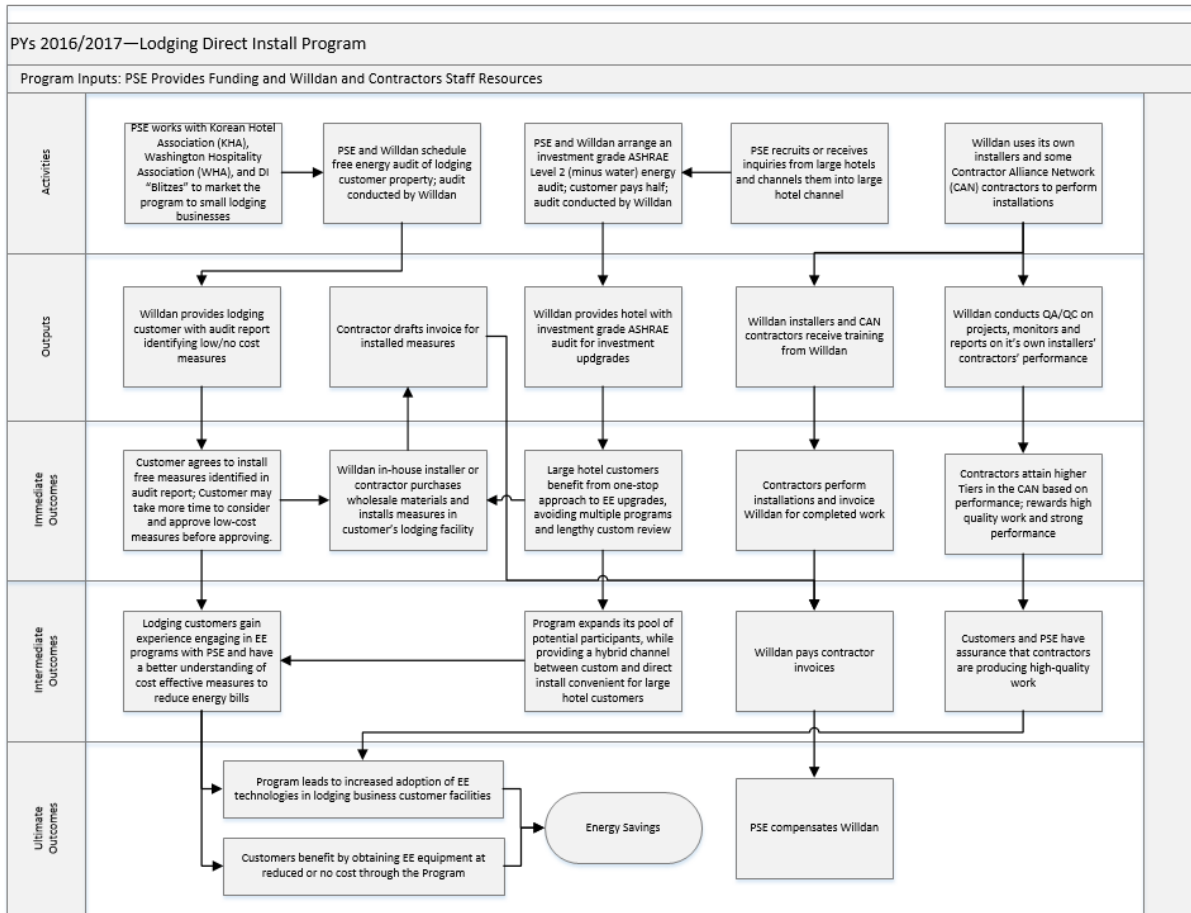 PYs 2016/2017—Lodging Direct Install Program
Program Inputs: PSE Provides Funding and Willdan and Contractors Staff Resources
Activities
PSE works with Korean Hotel
Association (KHA),
Washington Hospitality
Association (WHA), and DI
“Blitzes” to market the
program to small lodging
businesses
PSE and Willdan schedule
free energy audit of lodging
customer property; audit
conducted by Willdan
PSE and Willdan arrange an
investment grade ASHRAE
Level 2 (minus water) energy
audit; customer pays half;
audit conducted by Willdan
PSE recruits or receives
inquiries from large hotels
and channels them into large
hotel channel
Willdan uses its own
installers and some
Contractor Alliance Network
(CAN) contractors to perform
installations
Outputs
Willdan provides lodging
customer with audit report
identifying low/no cost
measures
Contractor drafts invoice for
installed measures
Willdan provides hotel with
investment grade ASHRAE
audit for investment
updgrades
Willdan installers and CAN
contractors receive training
from Willdan
Willdan conducts QA/QC on
projects, monitors and
reports on it’s own installers’
contractors’ performance
Immediate
Outcomes
Customer agrees to install
free measures identified in
audit report; Customer may
take more time to consider
and approve low-cost
measures before approving.
Willdan in-house installer or
contractor purchases
wholesale materials and
installs measures in
customer’s lodging facility
Large hotel customers
benefit from one-stop
approach to EE upgrades,
avoiding multiple programs
and lengthy custom review
Contractors perform
installations and invoice
Willdan for completed work
Contractors attain higher
Tiers in the CAN based on
performance; rewards high
quality work and strong
performance
Intermediate
Outcomes
Lodging customers gain
experience engaging in EE
programs with PSE and have
a better understanding of
cost effective measures to
reduce energy bills
Program expands its pool of
potential participants, while
providing a hybrid channel
between custom and direct
install convenient for large
hotel customers
Willdan pays contractor
invoices
Customers and PSE have
assurance that contractors
are producing high-quality
work
Ultimate
Outcomes
Program leads to increased adoption of EE
technologies in lodging business customer facilities
Customers benefit by obtaining EE equipment at
reduced or no cost through the Program
Energy Savings
PSE compensates Willdan